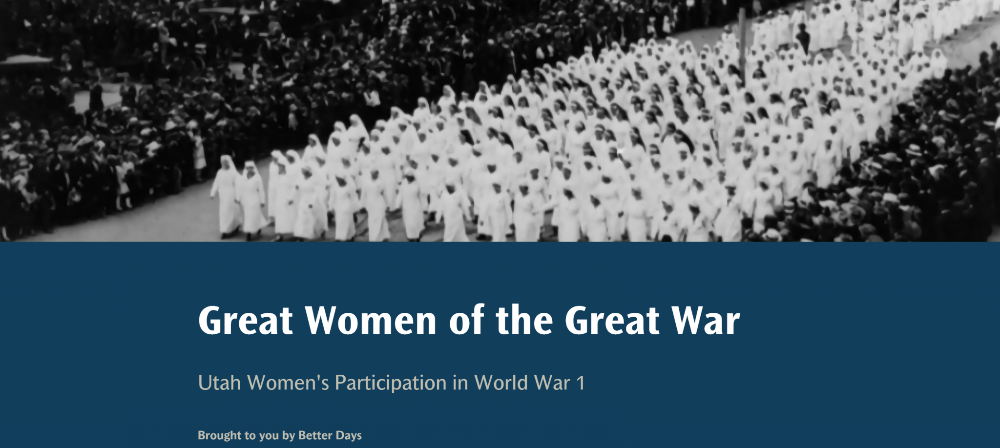 Great Women of the Great War
Utah Women's Participation in World War 1
Brought to you by Better Days